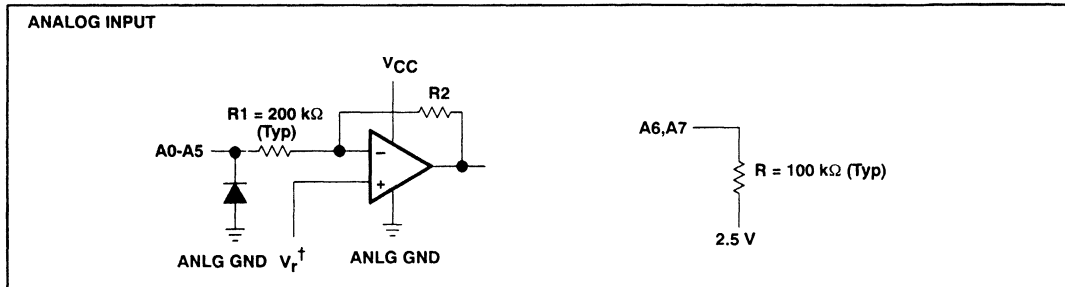 ANALOG INPUT
VCC
R2
R1 = 200 kΩ
(Typ)
A0-A5
−
+
ANLG GND
Vr†
ANLG GND
A6,A7
R = 100 kΩ (Typ)
2.5 V